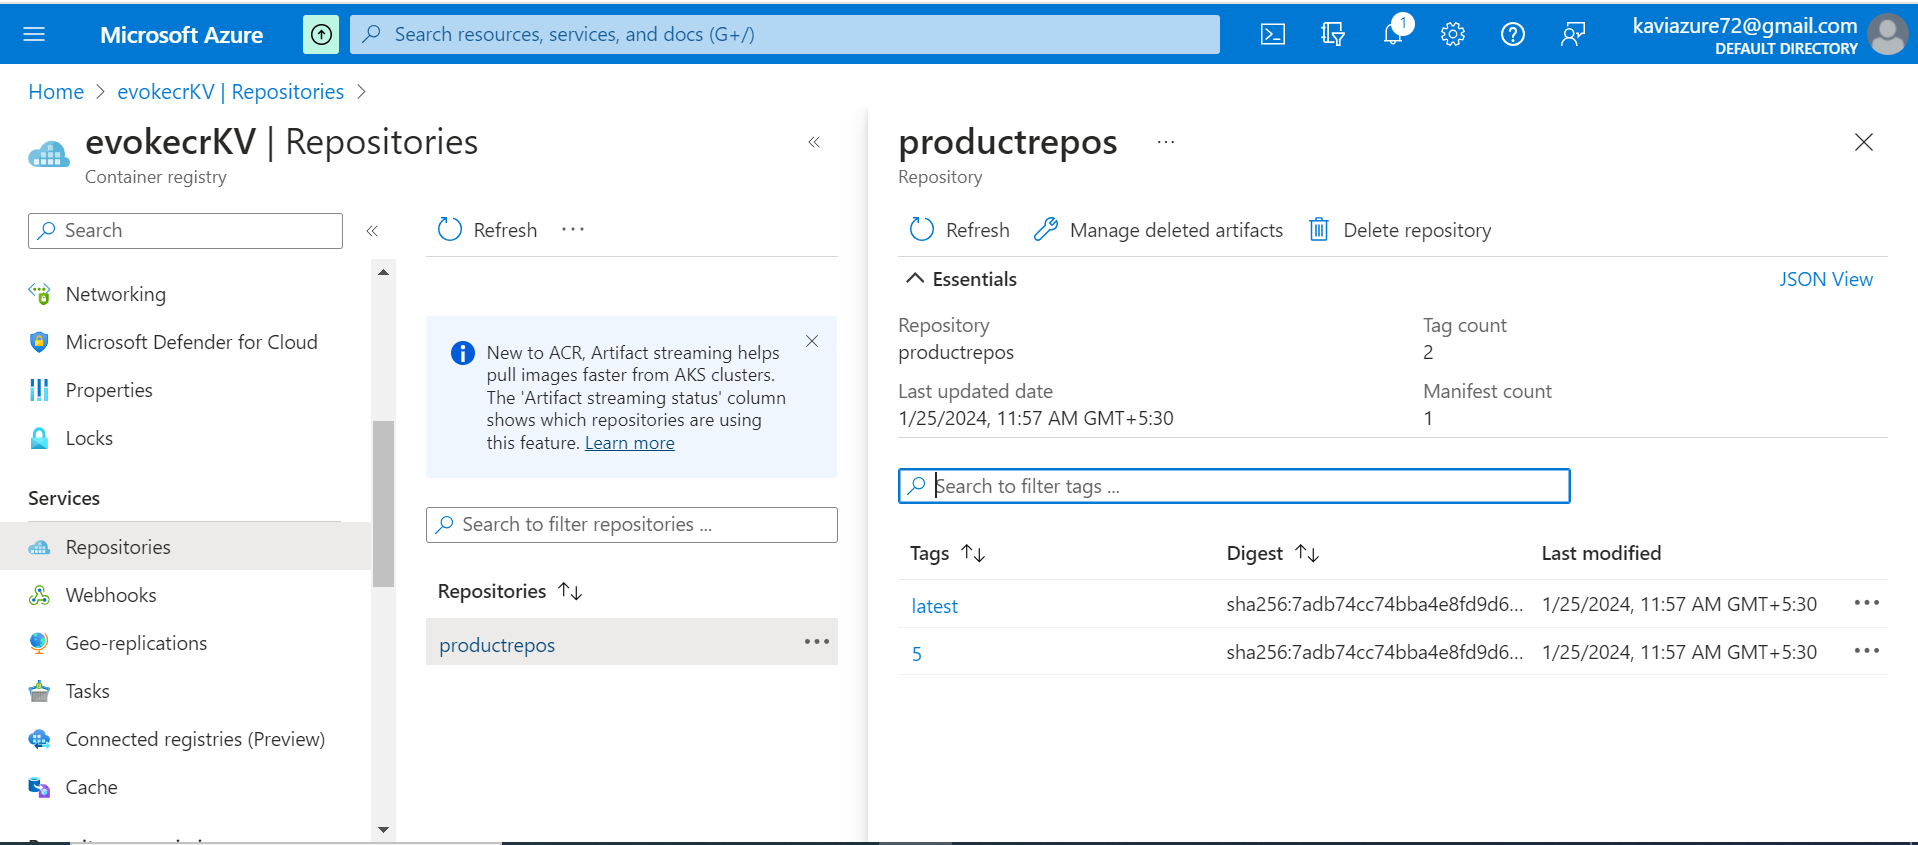 Microsoft Azure
Search resources, services, and docs (G+/)
1
kaviazure72@gmail.com
DEFAULT DIRECTORY
Home > evokecrKV | Repositories >
evokecrKV | Repositories
Container registry
Search
Networking
Microsoft Defender for Cloud
Properties
Locks
Services
Repositories
Webhooks
Geo-replications
Tasks
Connected registries (Preview)
Cache
Refresh
New to ACR, Artifact streaming helps
pull images faster from AKS clusters.
The 'Artifact streaming status' column
shows which repositories are using
this feature. Learn more
Search to filter repositories ...
Repositories
productrepos
productrepos
Repository
Refresh
Manage deleted artifacts
Delete repository
Essentials
JSON View
Repository
productrepos
Tag count
2
Last updated date
1/25/2024, 11:57 AM GMT+5:30
Manifest count
1
Search to filter tags ...
Tags Digest Last modified
latest sha256:7adb74cc74bba4e8fd9d6... 1/25/2024, 11:57 AM GMT+5:30
5 sha256:7adb74cc74bba4e8fd9d6... 1/25/2024, 11:57 AM GMT+5:30